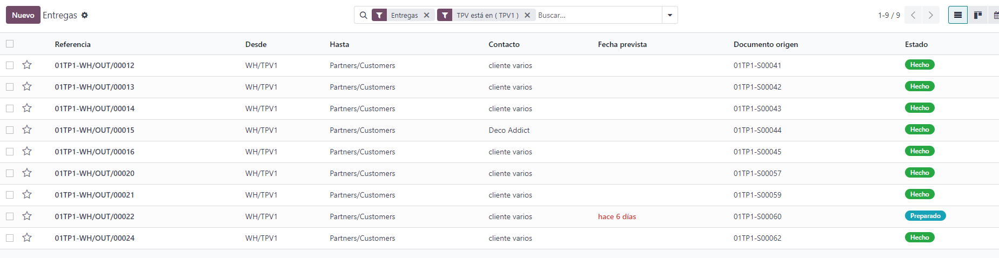 Nuevo Entregas Entregas TPV está en ( TPV1 ) Buscar... 1-9 / 9
Referencia Desde Hasta Contacto Fecha prevista Documento origen Estado
01TP1-WH/OUT/00012 WH/TPV1 Partners/Customers cliente varios 01TP1-S00041 Hecho
01TP1-WH/OUT/00013 WH/TPV1 Partners/Customers cliente varios 01TP1-S00042 Hecho
01TP1-WH/OUT/00014 WH/TPV1 Partners/Customers cliente varios 01TP1-S00043 Hecho
01TP1-WH/OUT/00015 WH/TPV1 Partners/Customers Deco Addict 01TP1-S00044 Hecho
01TP1-WH/OUT/00016 WH/TPV1 Partners/Customers cliente varios 01TP1-S00045 Hecho
01TP1-WH/OUT/00020 WH/TPV1 Partners/Customers cliente varios 01TP1-S00057 Hecho
01TP1-WH/OUT/00021 WH/TPV1 Partners/Customers cliente varios 01TP1-S00059 Hecho
01TP1-WH/OUT/00022 WH/TPV1 Partners/Customers cliente varios hace 6 días 01TP1-S00060 Preparado
01TP1-WH/OUT/00024 WH/TPV1 Partners/Customers cliente varios 01TP1-S00062 Hecho